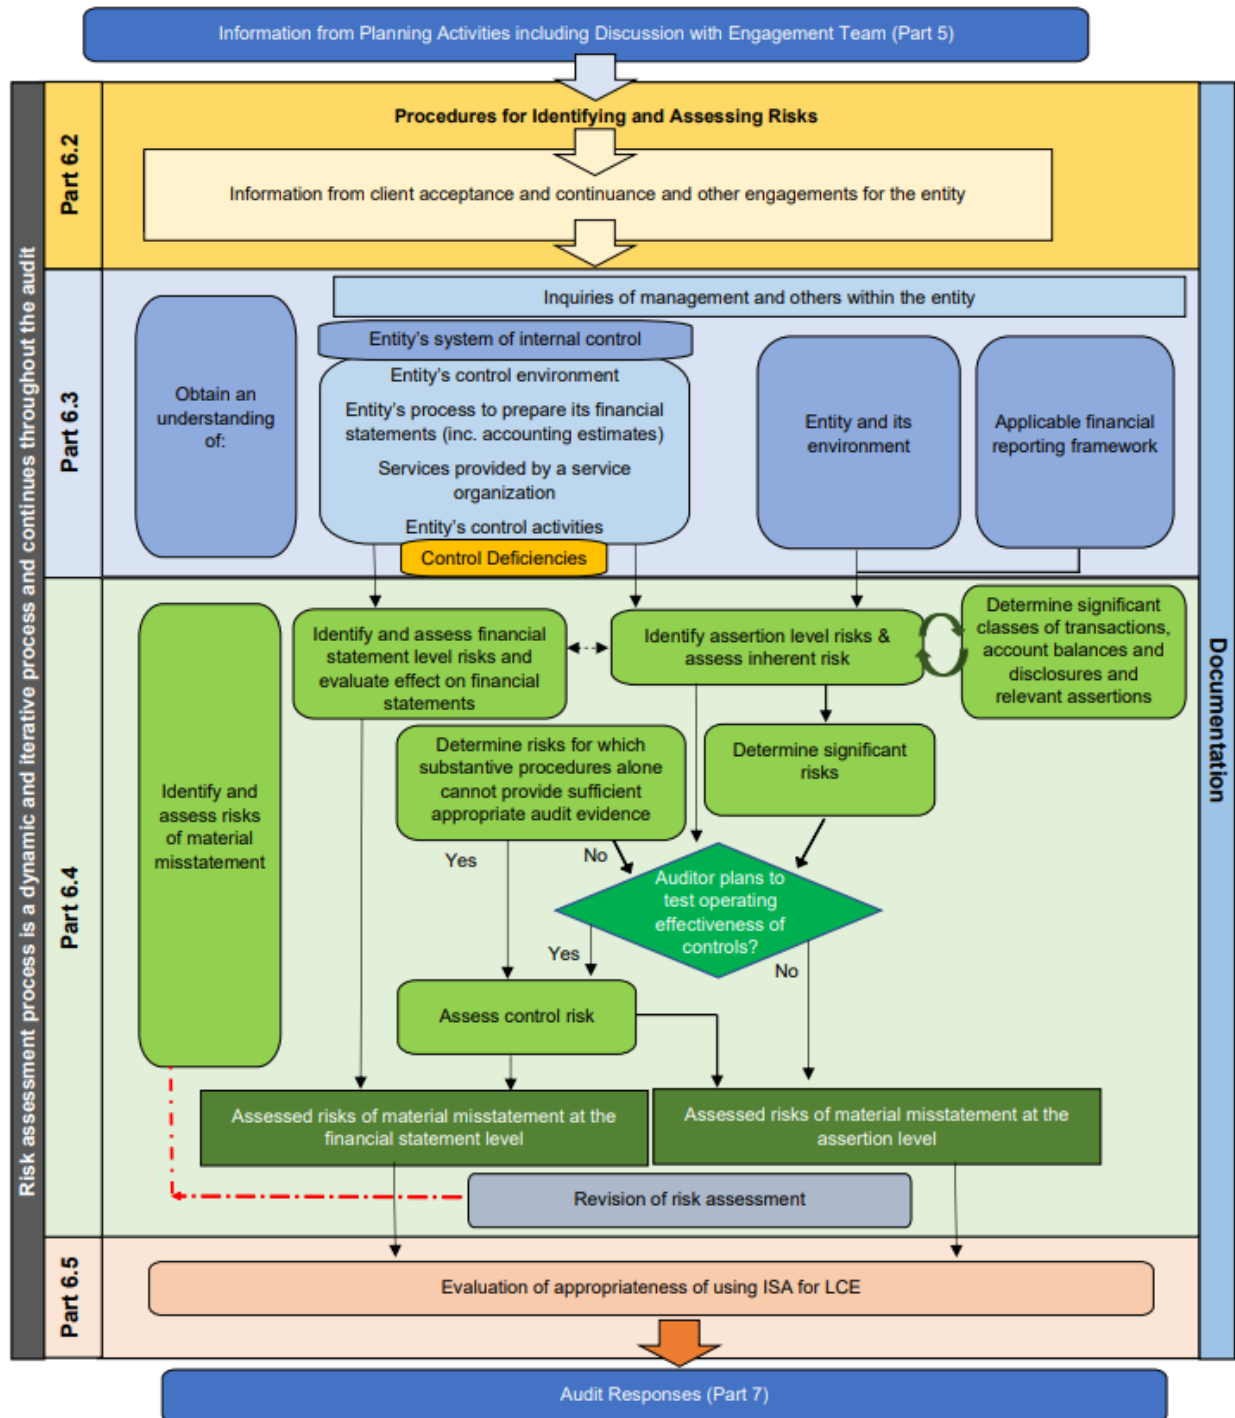 Information from Planning Activities including Discussion with Engagement Team (Part 5)
Risk assessment process is a dynamic and iterative process and continues throughout the audit
Documentation
Part 6.2
Procedures for Identifying and Assessing Risks
Information from client acceptance and continuance and other engagements for the entity
Part 6.3
Inquiries of management and others within the entity
Obtain an
understanding
of:
Entity's system of internal control
Entity's control environment
Entity's process to prepare its financial
statements (inc. accounting estimates)
Services provided by a service
organization
Entity's control activities
Control Deficiencies
Entity and its
environment
Applicable financial
reporting framework
Part 6.4
Identify and
assess risks
of material
misstatement
Identify and assess financial
statement level risks and
evaluate effect on financial
statements
Identify assertion level risks &
assess inherent risk
Determine significant
classes of transactions,
account balances and
disclosures and
relevant assertions
Determine risks for which
substantive procedures alone
cannot provide sufficient
appropriate audit evidence
Determine significant
risks
Yes
No
Auditor plans to
test operating
effectiveness of
controls?
Yes
No
Assess control risk
Assessed risks of material misstatement at the
financial statement level
Assessed risks of material misstatement at the
assertion level
Revision of risk assessment
Part 6.5
Evaluation of appropriateness of using ISA for LCE
Audit Responses (Part 7)